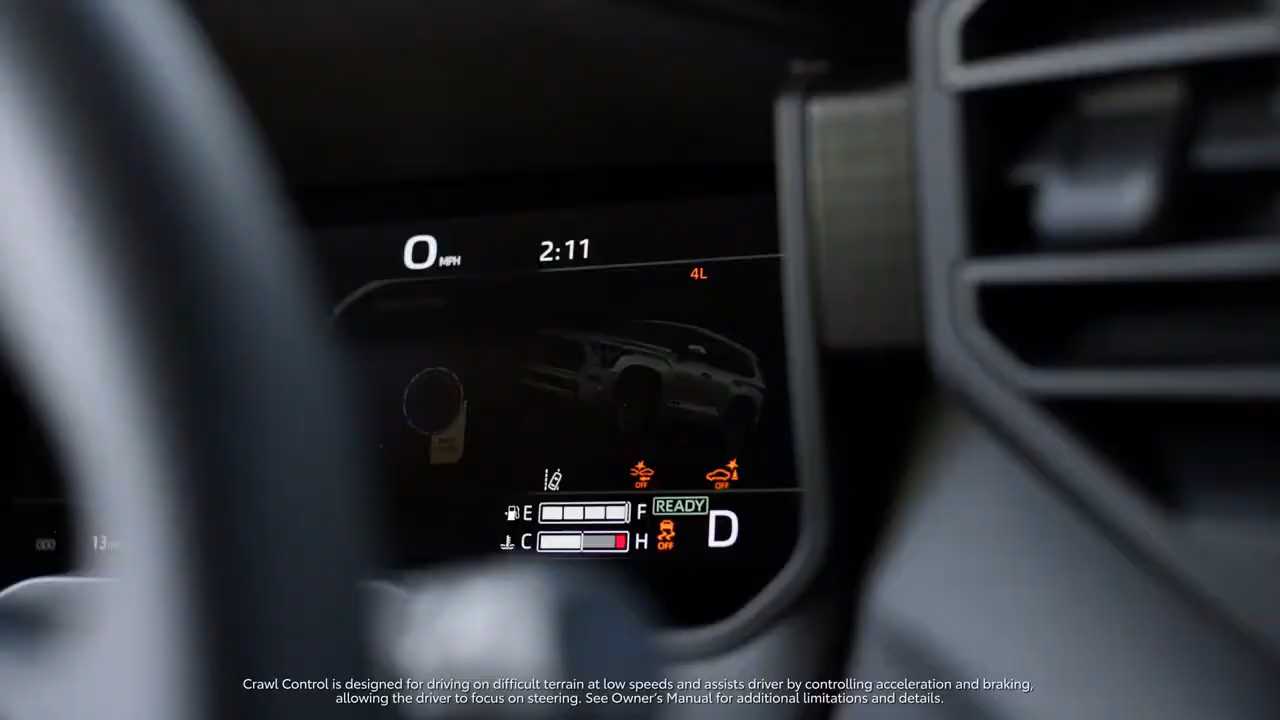 0 MPH 2:11
4L
OFF OFF
E F READY
C H OFF D
13
Crawl Control is designed for driving on difficult terrain at low speeds and assists driver by controlling acceleration and braking,
allowing the driver to focus on steering. See Owner's Manual for additional limitations and details.